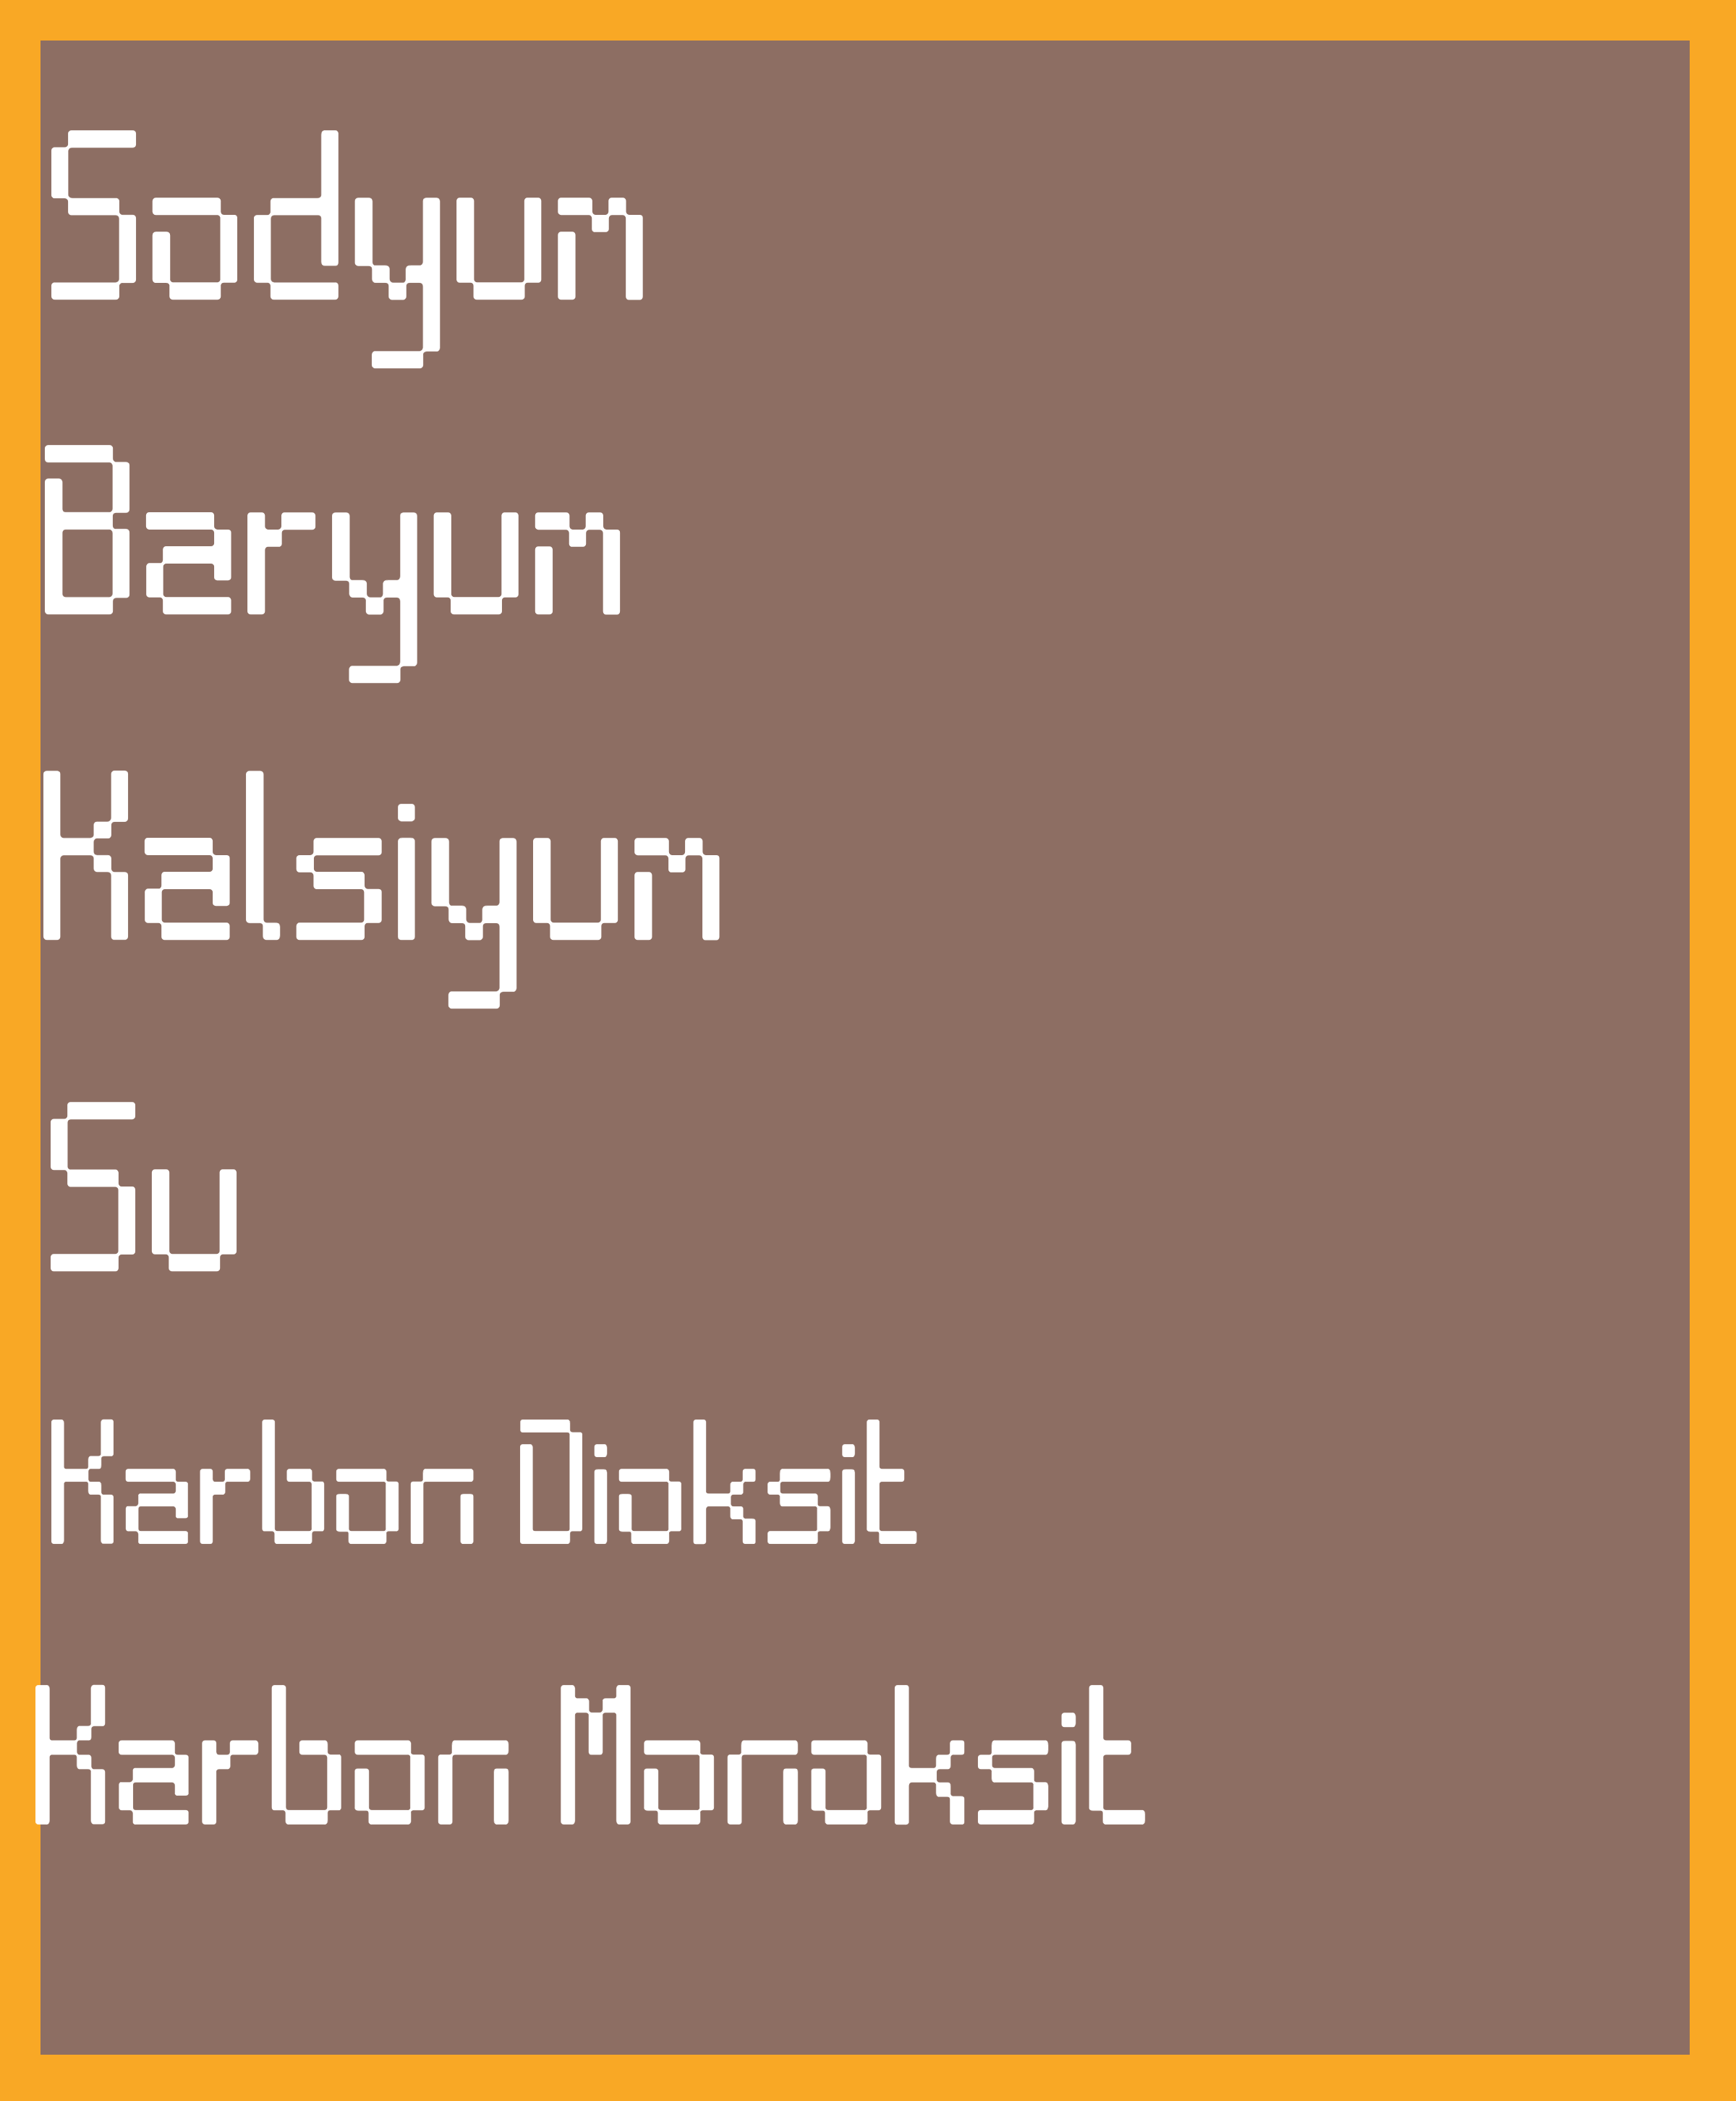 Sodyum
Baryum
Kalsiyum
Su
Karbon Dioksit
Karbon Monoksit